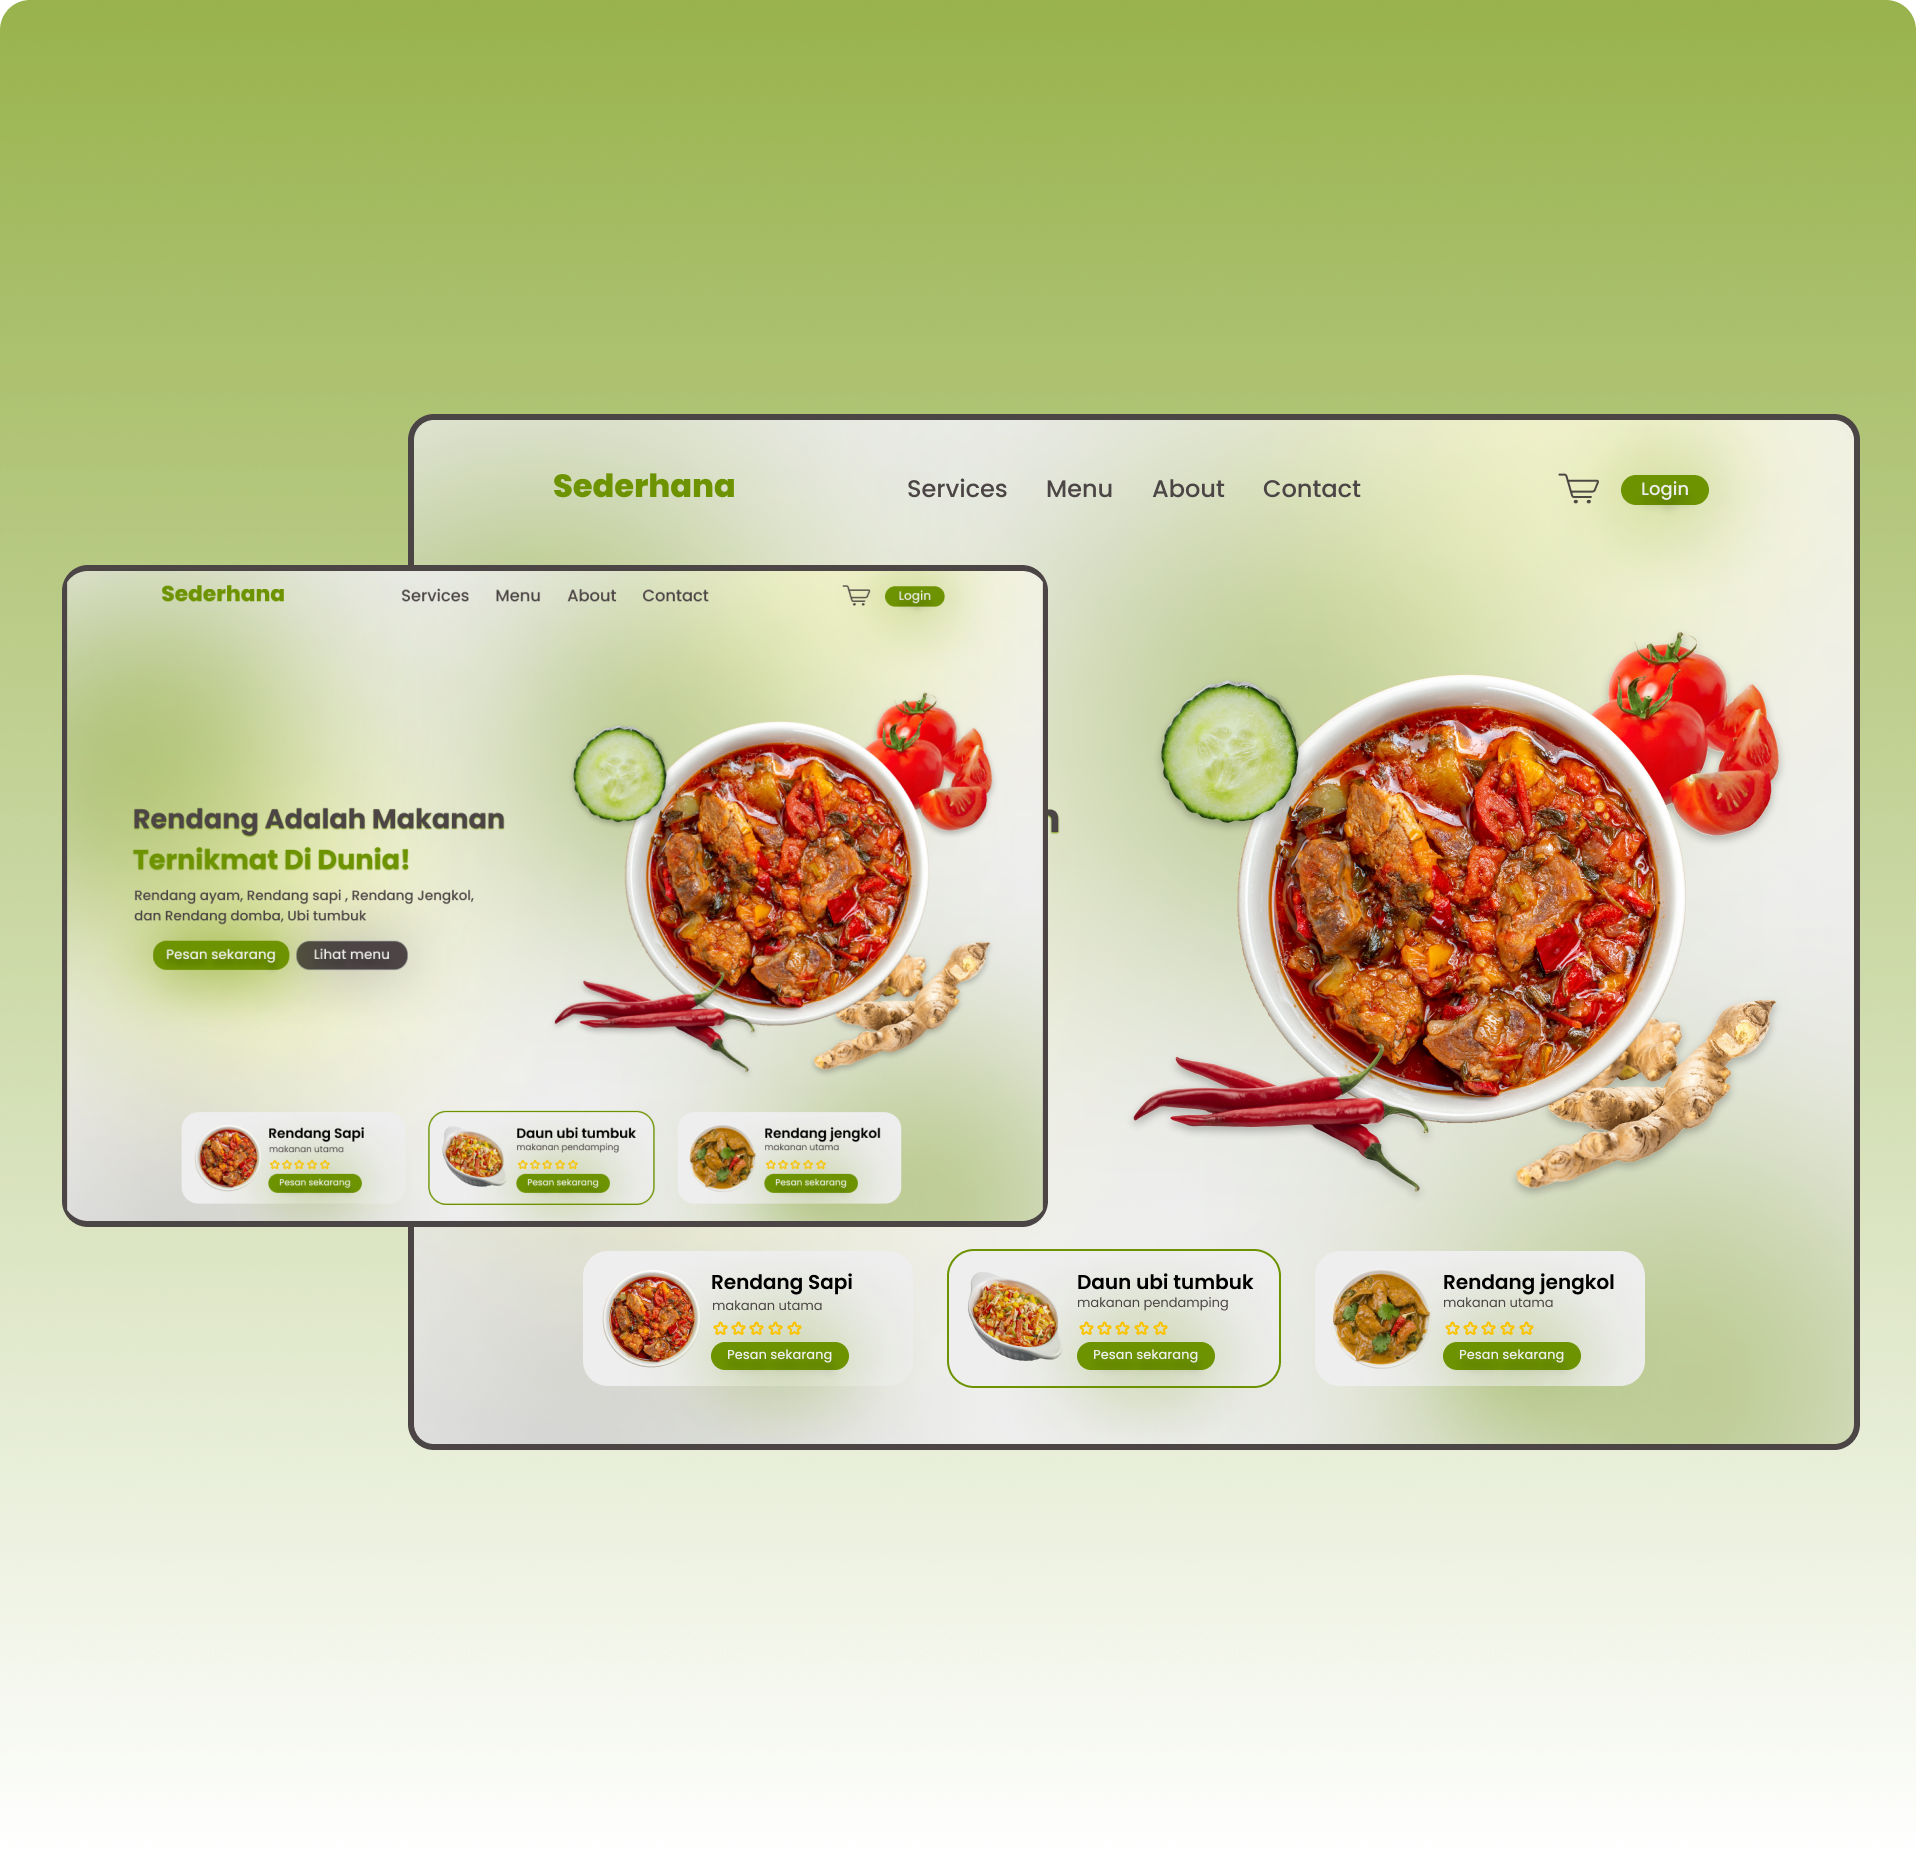 Sederhana
Services Menu About Contact
Login
Sederhana
Services Menu About Contact
Login
Rendang Adalah Makanan
Ternikmat Di Dunia!
Rendang ayam, Rendang sapi , Rendang Jengkol,
dan Rendang domba, Ubi tumbuk
Pesan sekarang
Lihat menu
Rendang Sapi
makanan utama
Pesan sekarang
Daun ubi tumbuk
makanan pendamping
Pesan sekarang
Rendang jengkol
makanan utama
Pesan sekarang
Rendang Sapi
makanan utama
Pesan sekarang
Daun ubi tumbuk
makanan pendamping
Pesan sekarang
Rendang jengkol
makanan utama
Pesan sekarang